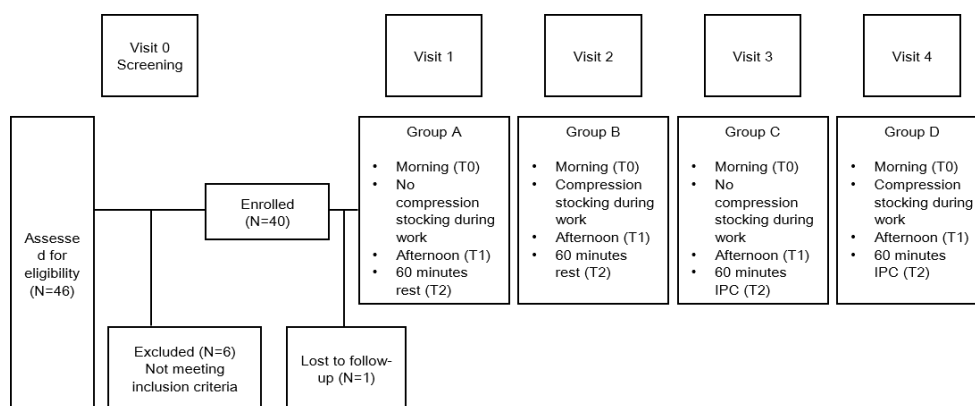 Visit 0
Screening
Visit 1
Visit 2
Visit 3
Visit 4
Assesse
d for
eligibility
(N=46)
Enrolled
(N=40)
Excluded (N=6)
Not meeting
inclusion criteria
Lost to follow-
up (N=1)
Group A
• Morning (T0)
• No
compression
stocking during
work
• Afternoon (T1)
• 60 minutes
rest (T2)
Group B
• Morning (T0)
• Compression
stocking during
work
• Afternoon (T1)
• 60 minutes
rest (T2)
Group C
• Morning (T0)
• No
compression
stocking during
work
• Afternoon (T1)
• 60 minutes
IPC (T2)
Group D
• Morning (T0)
• Compression
stocking during
work
• Afternoon (T1)
• 60 minutes
IPC (T2)